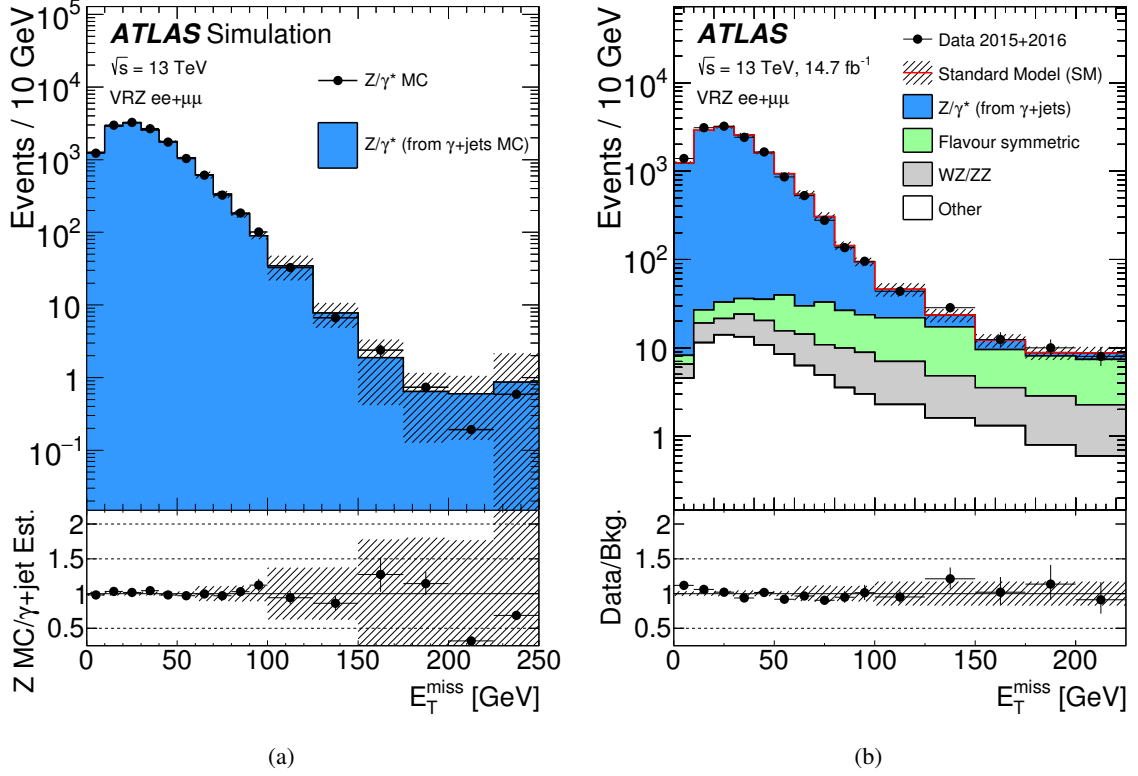 ATLAS Simulation
√s = 13 TeV
VRZ ee+μμ
Z/γ* MC
Z/γ* (from γ+jets MC)
Events / 10 GeV
10⁵
10⁴
10³
10²
10
1
10⁻¹
Z MC/γ+jet Est.
2
1.5
1
0.5
0 50 100 150 200 250
E_T^miss [GeV]
(a)
ATLAS
√s = 13 TeV, 14.7 fb⁻¹
VRZ ee+μμ
Data 2015+2016
Standard Model (SM)
Z/γ* (from γ+jets)
Flavour symmetric
WZ/ZZ
Other
Events / 10 GeV
10⁴
10³
10²
10
1
Data/Bkg.
2
1.5
1
0.5
0 50 100 150 200
E_T^miss [GeV]
(b)